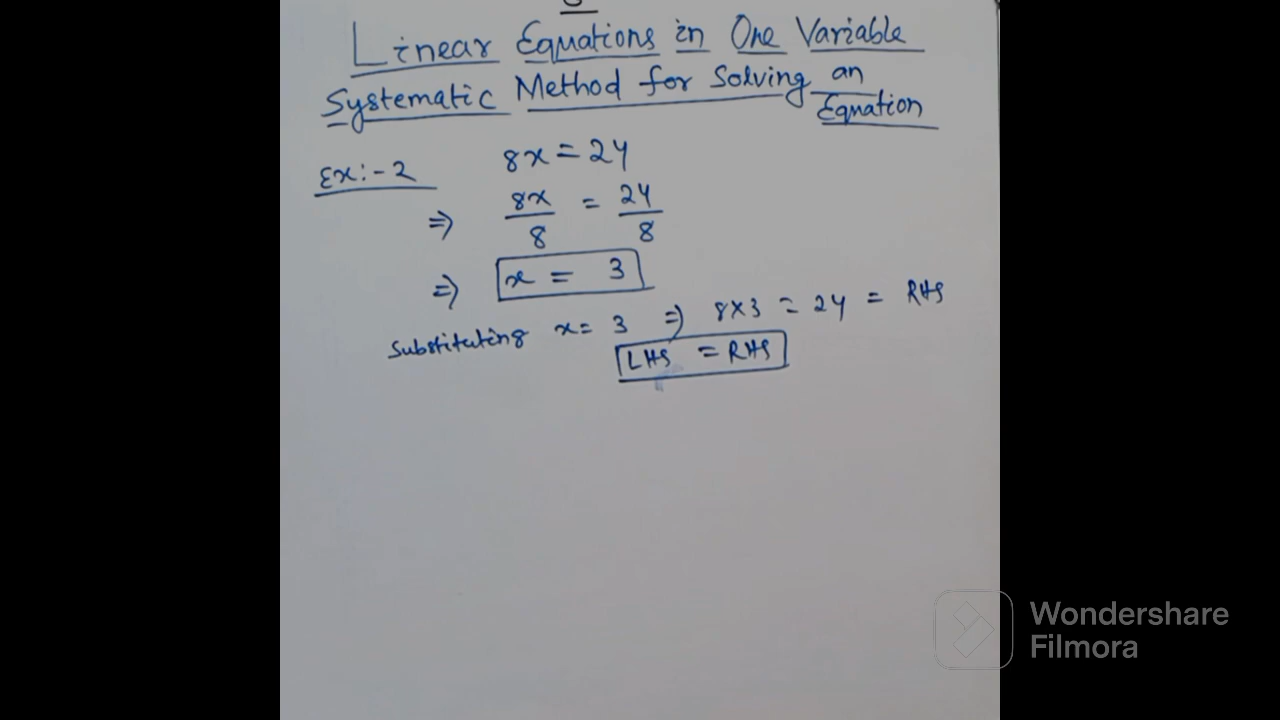 Linear Equations in One Variable
Systematic Method for Solving an Equation
Ex:- 2 8x = 24
⇒ 8x/8 = 24/8
⇒ x = 3
Substituting x = 3 ⇒ 8×3 = 24 = RHS
LHS = RHS
Wondershare
Filmora